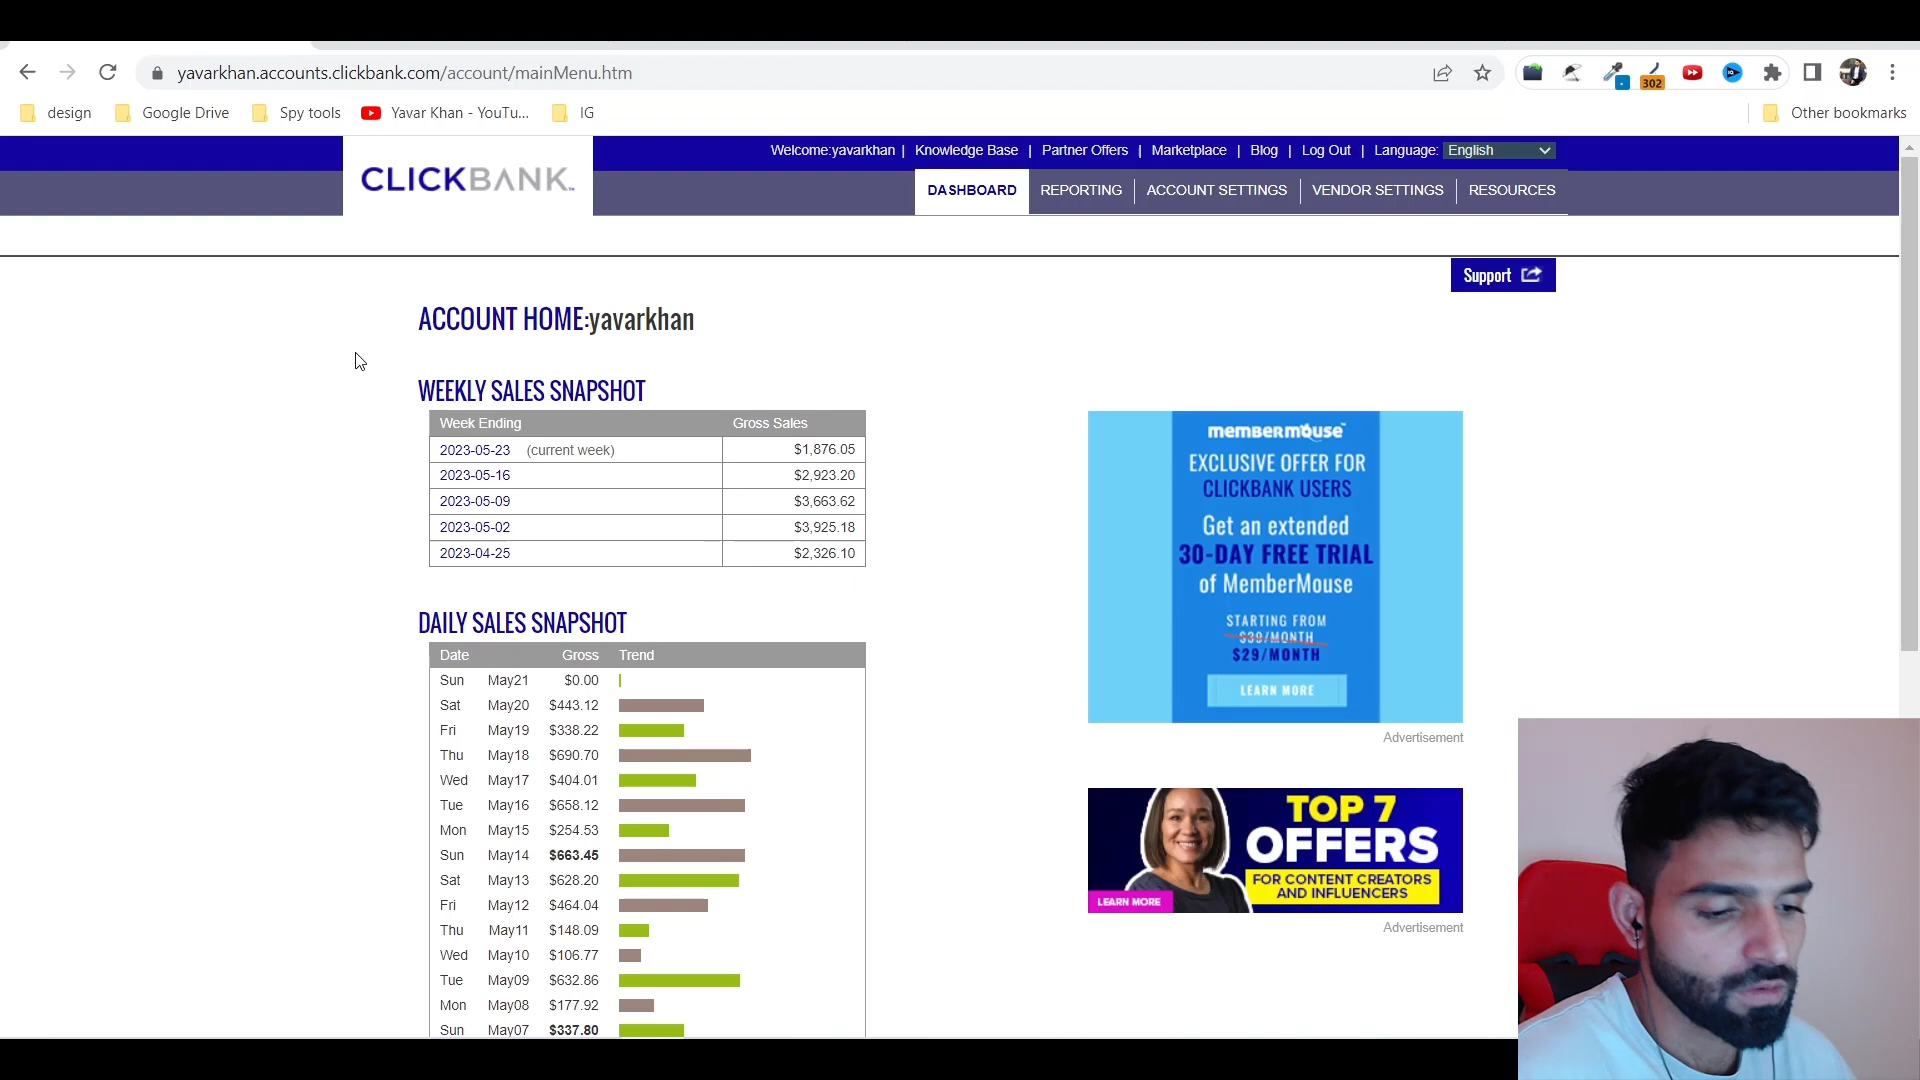 yavarkhan.accounts.clickbank.com/account/mainMenu.htm
302
design Google Drive Spy tools Yavar Khan - YouTu... IG Other bookmarks
Welcome:yavarkhan | Knowledge Base | Partner Offers | Marketplace | Blog | Log Out | Language: English
CLICKBANK
DASHBOARD REPORTING ACCOUNT SETTINGS VENDOR SETTINGS RESOURCES
Support
ACCOUNT HOME:yavarkhan
WEEKLY SALES SNAPSHOT
Week Ending Gross Sales
2023-05-23 (current week) $1,876.05
2023-05-16 $2,923.20
2023-05-09 $3,663.62
2023-05-02 $3,925.18
2023-04-25 $2,326.10
membermouse
EXCLUSIVE OFFER FOR
CLICKBANK USERS
Get an extended
30-DAY FREE TRIAL
of MemberMouse
STARTING FROM
$39/MONTH
$29/MONTH
LEARN MORE
Advertisement
DAILY SALES SNAPSHOT
Date Gross Trend
Sun May21 $0.00
Sat May20 $443.12
Fri May19 $338.22
Thu May18 $690.70
Wed May17 $404.01
Tue May16 $658.12
Mon May15 $254.53
Sun May14 $663.45
Sat May13 $628.20
Fri May12 $464.04
Thu May11 $148.09
Wed May10 $106.77
Tue May09 $632.86
Mon May08 $177.92
Sun May07 $337.80
TOP 7
OFFERS
FOR CONTENT CREATORS
AND INFLUENCERS
LEARN MORE
Advertisement